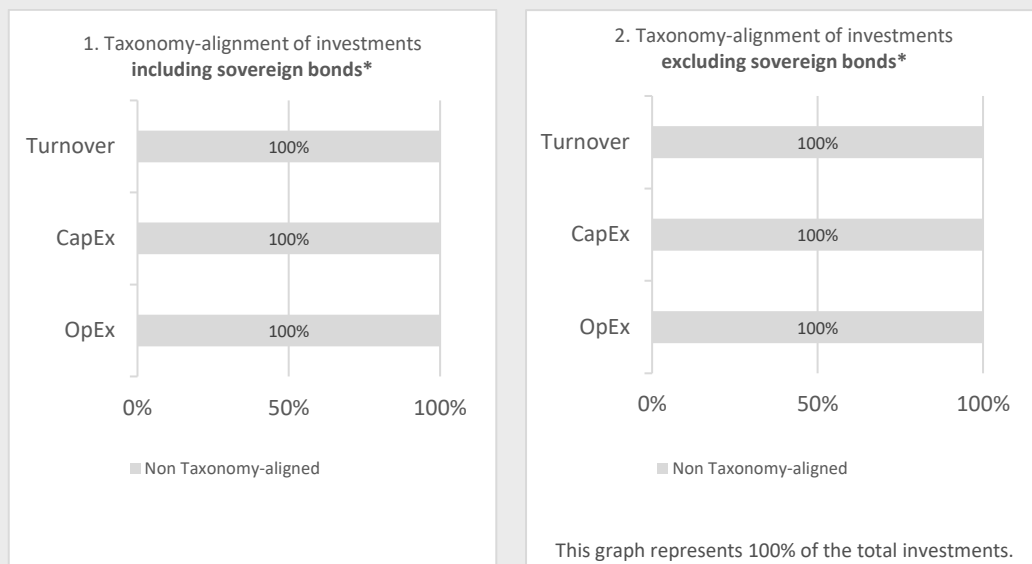 1. Taxonomy-alignment of investments
including sovereign bonds*
Turnover
100%
CapEx
100%
OpEx
100%
0%
50%
100%
Non Taxonomy-aligned
2. Taxonomy-alignment of investments
excluding sovereign bonds*
Turnover
100%
CapEx
100%
OpEx
100%
0%
50%
100%
Non Taxonomy-aligned
This graph represents 100% of the total investments.